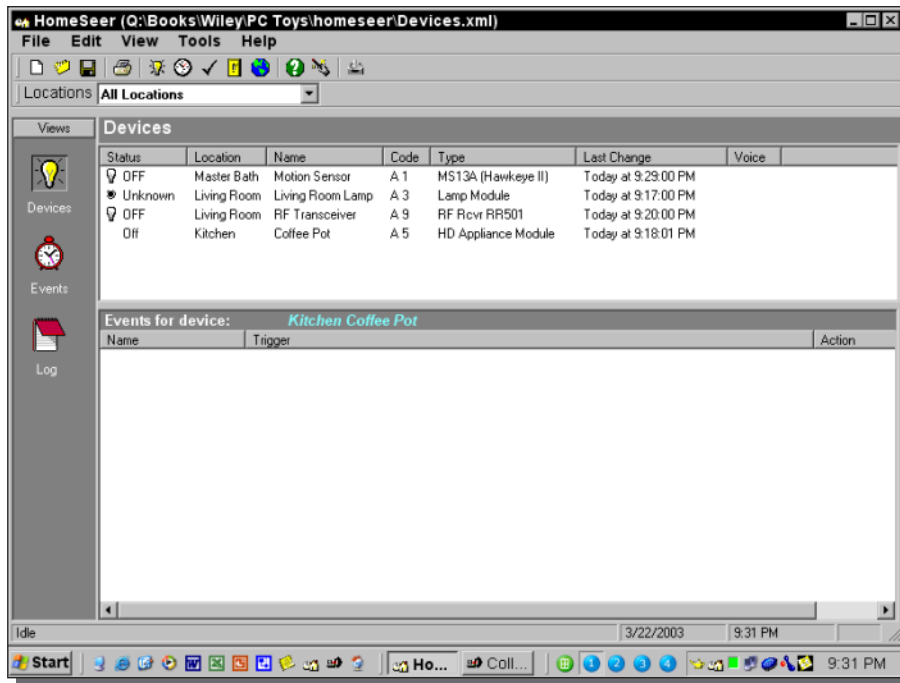 HomeSeer (Q:\Books\Wiley\PC Toys\homeseer\Devices.xml)
File Edit View Tools Help
Locations All Locations
Views Devices
Status Location Name Code Type Last Change Voice
OFF Master Bath Motion Sensor A 1 MS13A (Hawkeye II) Today at 9:29:00 PM
Unknown Living Room Living Room Lamp A 3 Lamp Module Today at 9:17:00 PM
OFF Living Room RF Transceiver A 9 RF Rcvr RR501 Today at 9:20:00 PM
Off Kitchen Coffee Pot A 5 HD Appliance Module Today at 9:18:01 PM
Devices
Events
Log
Events for device: Kitchen Coffee Pot
Name Trigger Action
Idle 3/22/2003 9:31 PM
Start Ho... Coll... 1 2 3 4 9:31 PM